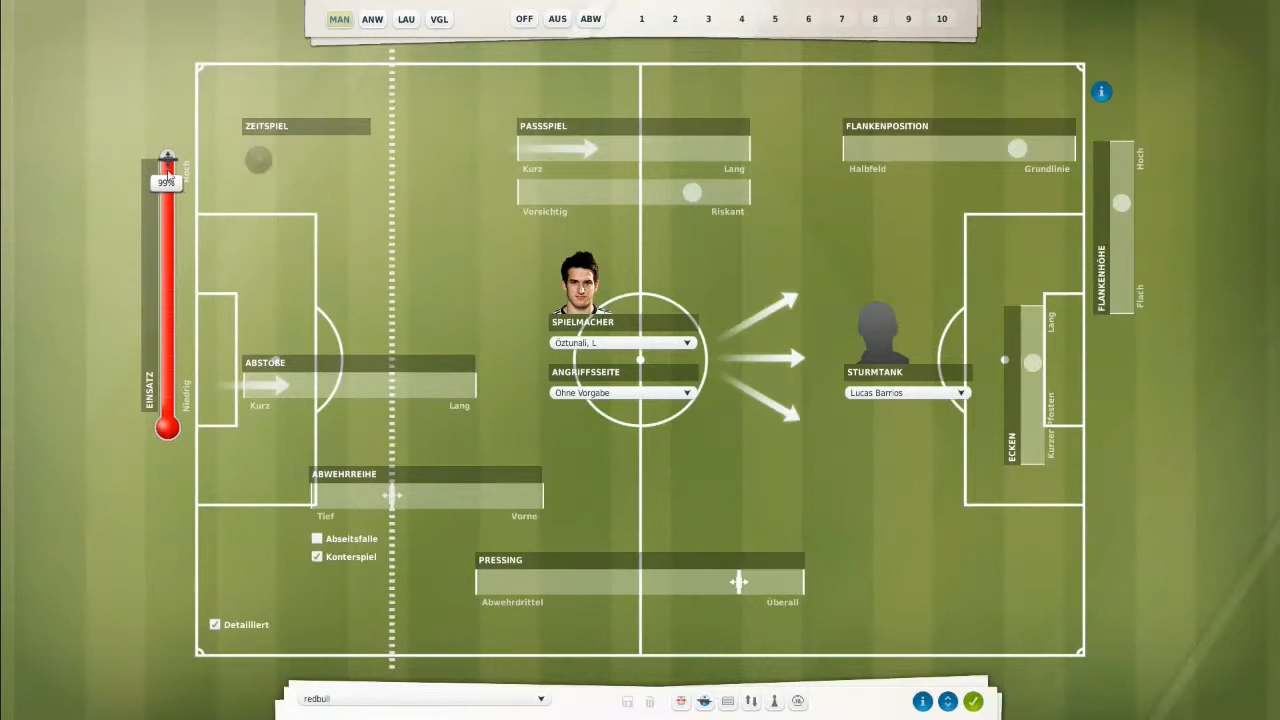 MAN ANW LAU VGL OFF AUS ABW 1 2 3 4 5 6 7 8 9 10
ZEITSPIEL
PASSSPIEL
Kurz Lang
Vorsichtig Riskant
FLANKENPOSITION
Halbfeld Grundlinie
Hoch
99%
EINSATZ
Niedrig
Hoch
FLANKENHÖHE
Flach
SPIELMACHER
Öztunali, L
ANGRIFFSSEITE
Ohne Vorgabe
STURMTANK
Lucas Barrios
Lang
ECKEN
Kurzer Pfosten
ABSTÖßE
Kurz Lang
ABWEHRREIHE
Tief Vorne
Abseitsfalle
Konterspiel
PRESSING
Abwehrdrittel Überall
Detailliert
redbull